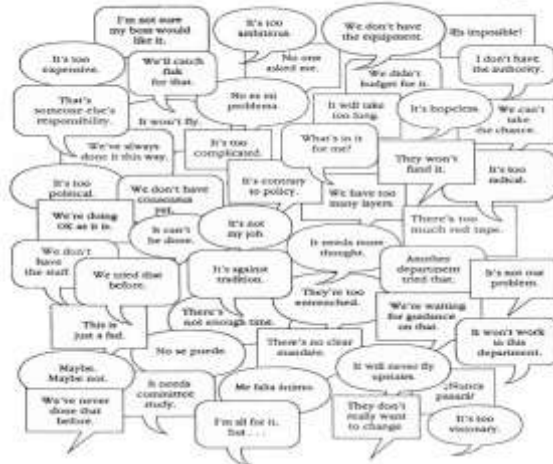 I'm not sure
my boss would
like it.
It's too
ambitious.
We don't have
the equipment.
¡Es imposible!
It's too
expensive.
We'll catch
flak
for that.
No one
asked me.
I don't have
the authority.
We didn't
budget for it.
No es mi
problema.
That's
someone else's
responsibility.
It won't fly.
It will take
too long.
It's hopeless.
We can't
take
the chance.
We've always
done it this way.
It's too
complicated.
What's in it
for me?
They won't
fund it.
It's too
radical.
It's too
political.
We don't have
consensus
yet.
It's contrary
to policy.
We have too
many layers.
We're doing
OK as it is.
It can't
be done.
It's not
my job.
There's too
much red tape.
It needs more
thought.
We don't
have
the staff.
We tried that
before.
It's against
tradition.
Another
department
tried that.
It's not our
problem.
They're too
entrenched.
This is
just a fad.
There's
not enough time.
We're waiting
for guidance
on that.
It won't work
in this
department.
No se puede.
There's no clear
mandate.
Maybe.
Maybe not.
It needs
committee
study.
Me falta ánimo.
It will never fly
upstairs.
¡Nunca
pasará!
We've never
done that
before.
I'm all for it,
but . . . .
They don't
really want
to change
It's too
visionary.